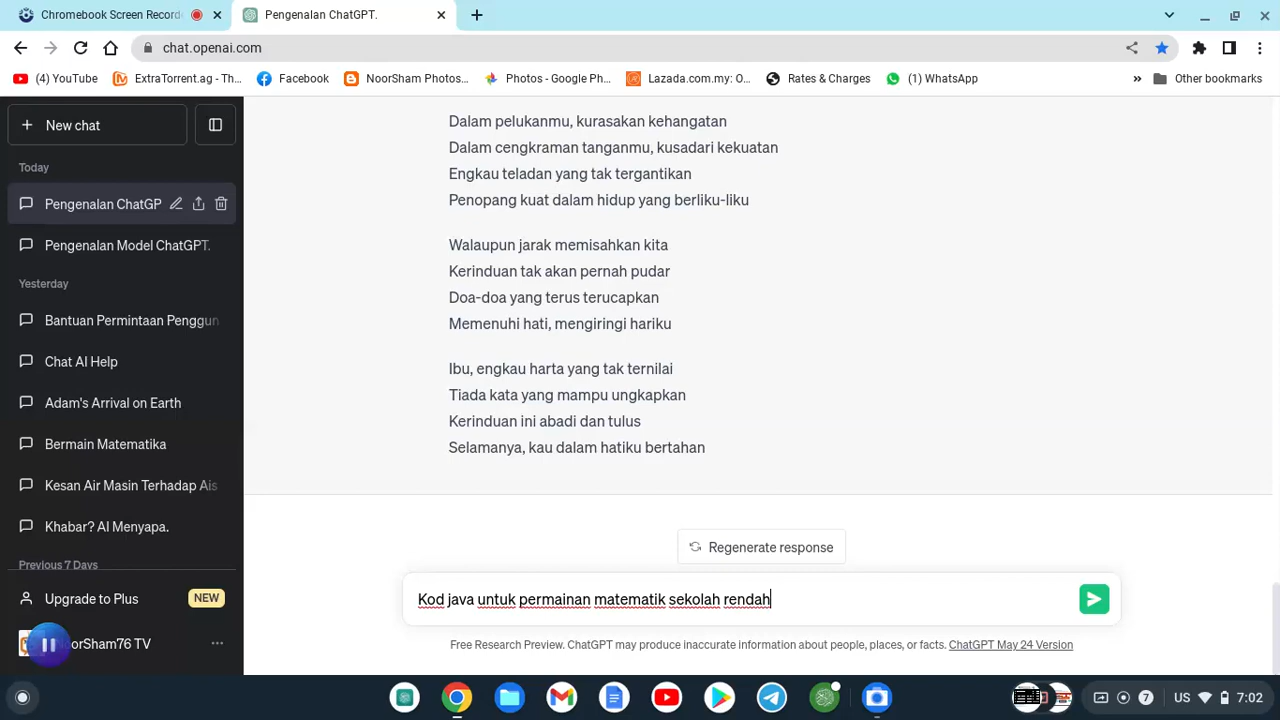 Chromebook Screen Record
Pengenalan ChatGPT.
chat.openai.com
(4) YouTube
ExtraTorrent.ag - Th...
Facebook
NoorSham Photos...
Photos - Google Ph...
Lazada.com.my: O...
Rates & Charges
(1) WhatsApp
Other bookmarks
New chat
Today
Pengenalan ChatGP
Pengenalan Model ChatGPT.
Yesterday
Bantuan Permintaan Penggun
Chat AI Help
Adam's Arrival on Earth
Bermain Matematika
Kesan Air Masin Terhadap Ais
Khabar? AI Menyapa.
Previous 7 Days
Upgrade to Plus
NEW
NoorSham76 TV
Dalam pelukanmu, kurasakan kehangatan
Dalam cengkraman tanganmu, kusadari kekuatan
Engkau teladan yang tak tergantikan
Penopang kuat dalam hidup yang berliku-liku
Walaupun jarak memisahkan kita
Kerinduan tak akan pernah pudar
Doa-doa yang terus terucapkan
Memenuhi hati, mengiringi hariku
Ibu, engkau harta yang tak ternilai
Tiada kata yang mampu ungkapkan
Kerinduan ini abadi dan tulus
Selamanya, kau dalam hatiku bertahan
Regenerate response
Kod java untuk permainan matematik sekolah rendah
Free Research Preview. ChatGPT may produce inaccurate information about people, places, or facts. ChatGPT May 24 Version
7
US
7:02